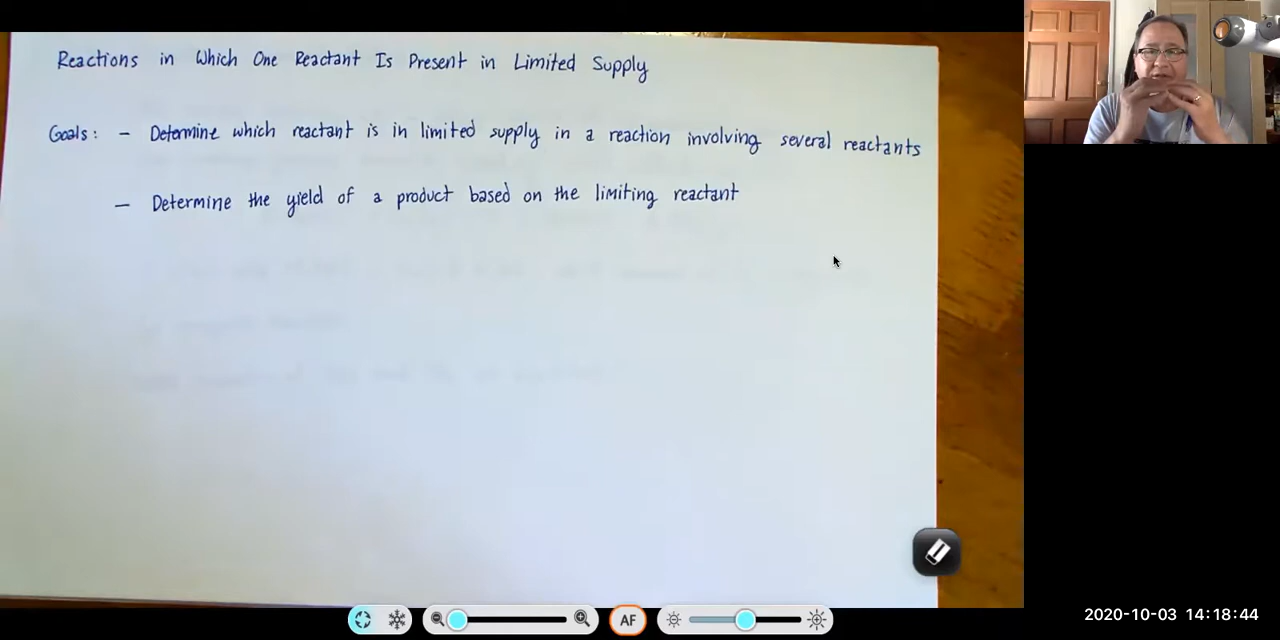 Reactions in Which One Reactant Is Present in Limited Supply
Goals: – Determine which reactant is in limited supply in a reaction involving several reactants
– Determine the yield of a product based on the limiting reactant
AF
2020-10-03 14:18:44